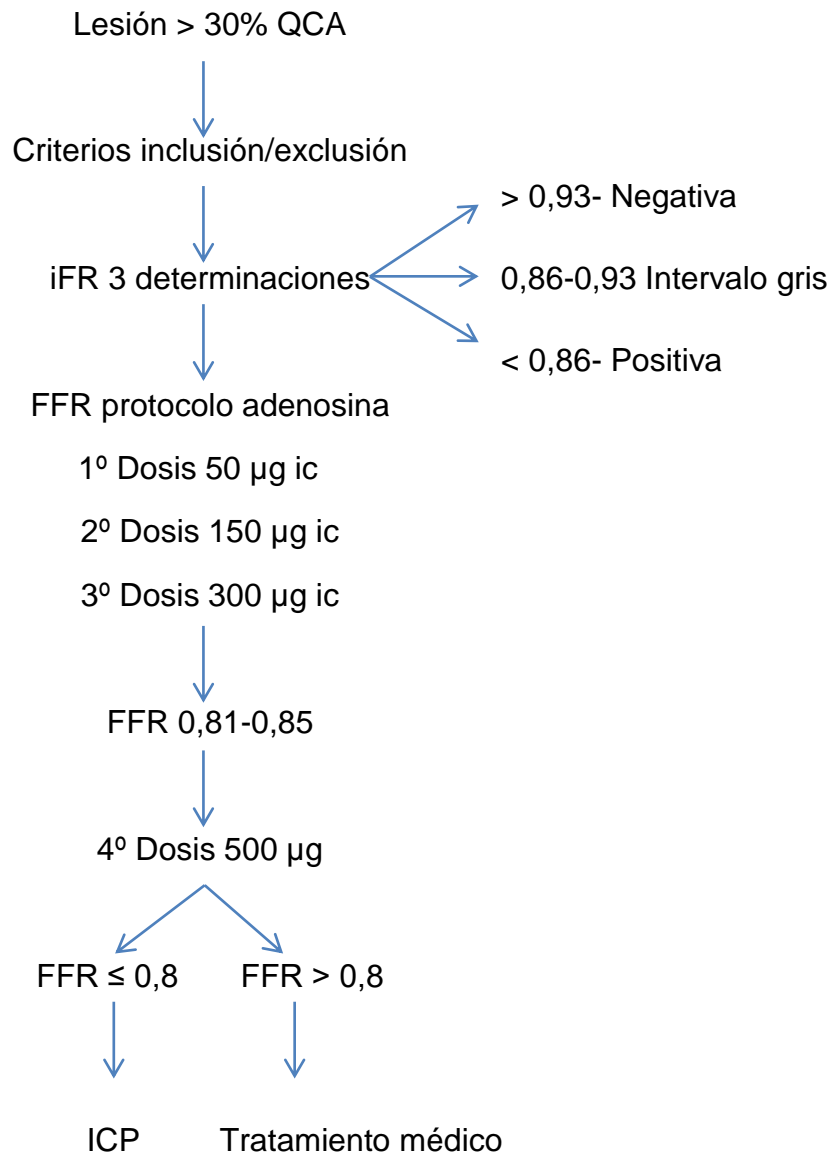 Lesión > 30% QCA
Criterios inclusión/exclusión
> 0,93- Negativa
iFR 3 determinaciones
0,86-0,93 Intervalo gris
< 0,86- Positiva
FFR protocolo adenosina
1º Dosis 50 µg ic
2º Dosis 150 µg ic
3º Dosis 300 µg ic
FFR 0,81-0,85
4º Dosis 500 µg
FFR ≤ 0,8 FFR > 0,8
ICP Tratamiento médico